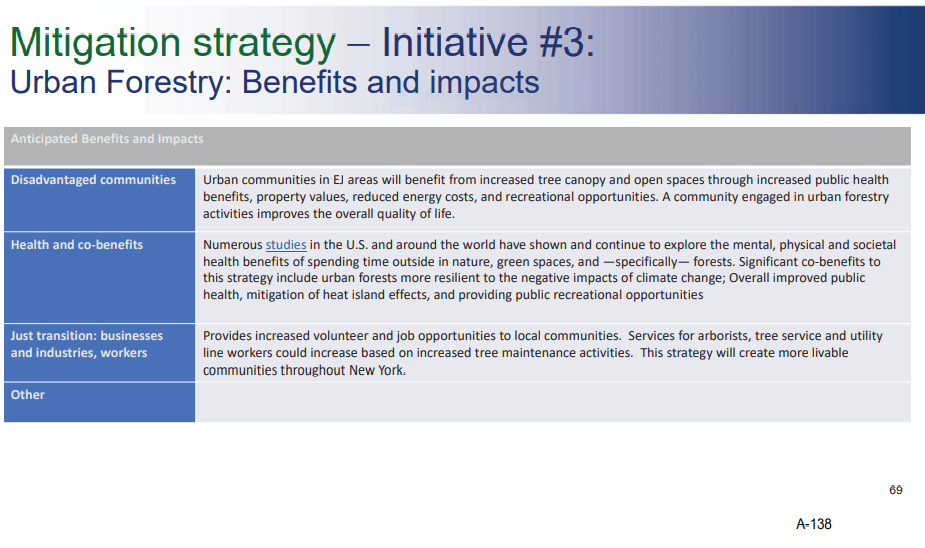 Mitigation strategy – Initiative #3:
Urban Forestry: Benefits and impacts
Anticipated Benefits and Impacts
Disadvantaged communities
Urban communities in EJ areas will benefit from increased tree canopy and open spaces through increased public health
benefits, property values, reduced energy costs, and recreational opportunities. A community engaged in urban forestry
activities improves the overall quality of life.
Health and co-benefits
Numerous studies in the U.S. and around the world have shown and continue to explore the mental, physical and societal
health benefits of spending time outside in nature, green spaces, and —specifically— forests. Significant co-benefits to
this strategy include urban forests more resilient to the negative impacts of climate change; Overall improved public
health, mitigation of heat island effects, and providing public recreational opportunities
Just transition: businesses
and industries, workers
Provides increased volunteer and job opportunities to local communities.  Services for arborists, tree service and utility
line workers could increase based on increased tree maintenance activities.  This strategy will create more livable
communities throughout New York.
Other
69
A-138